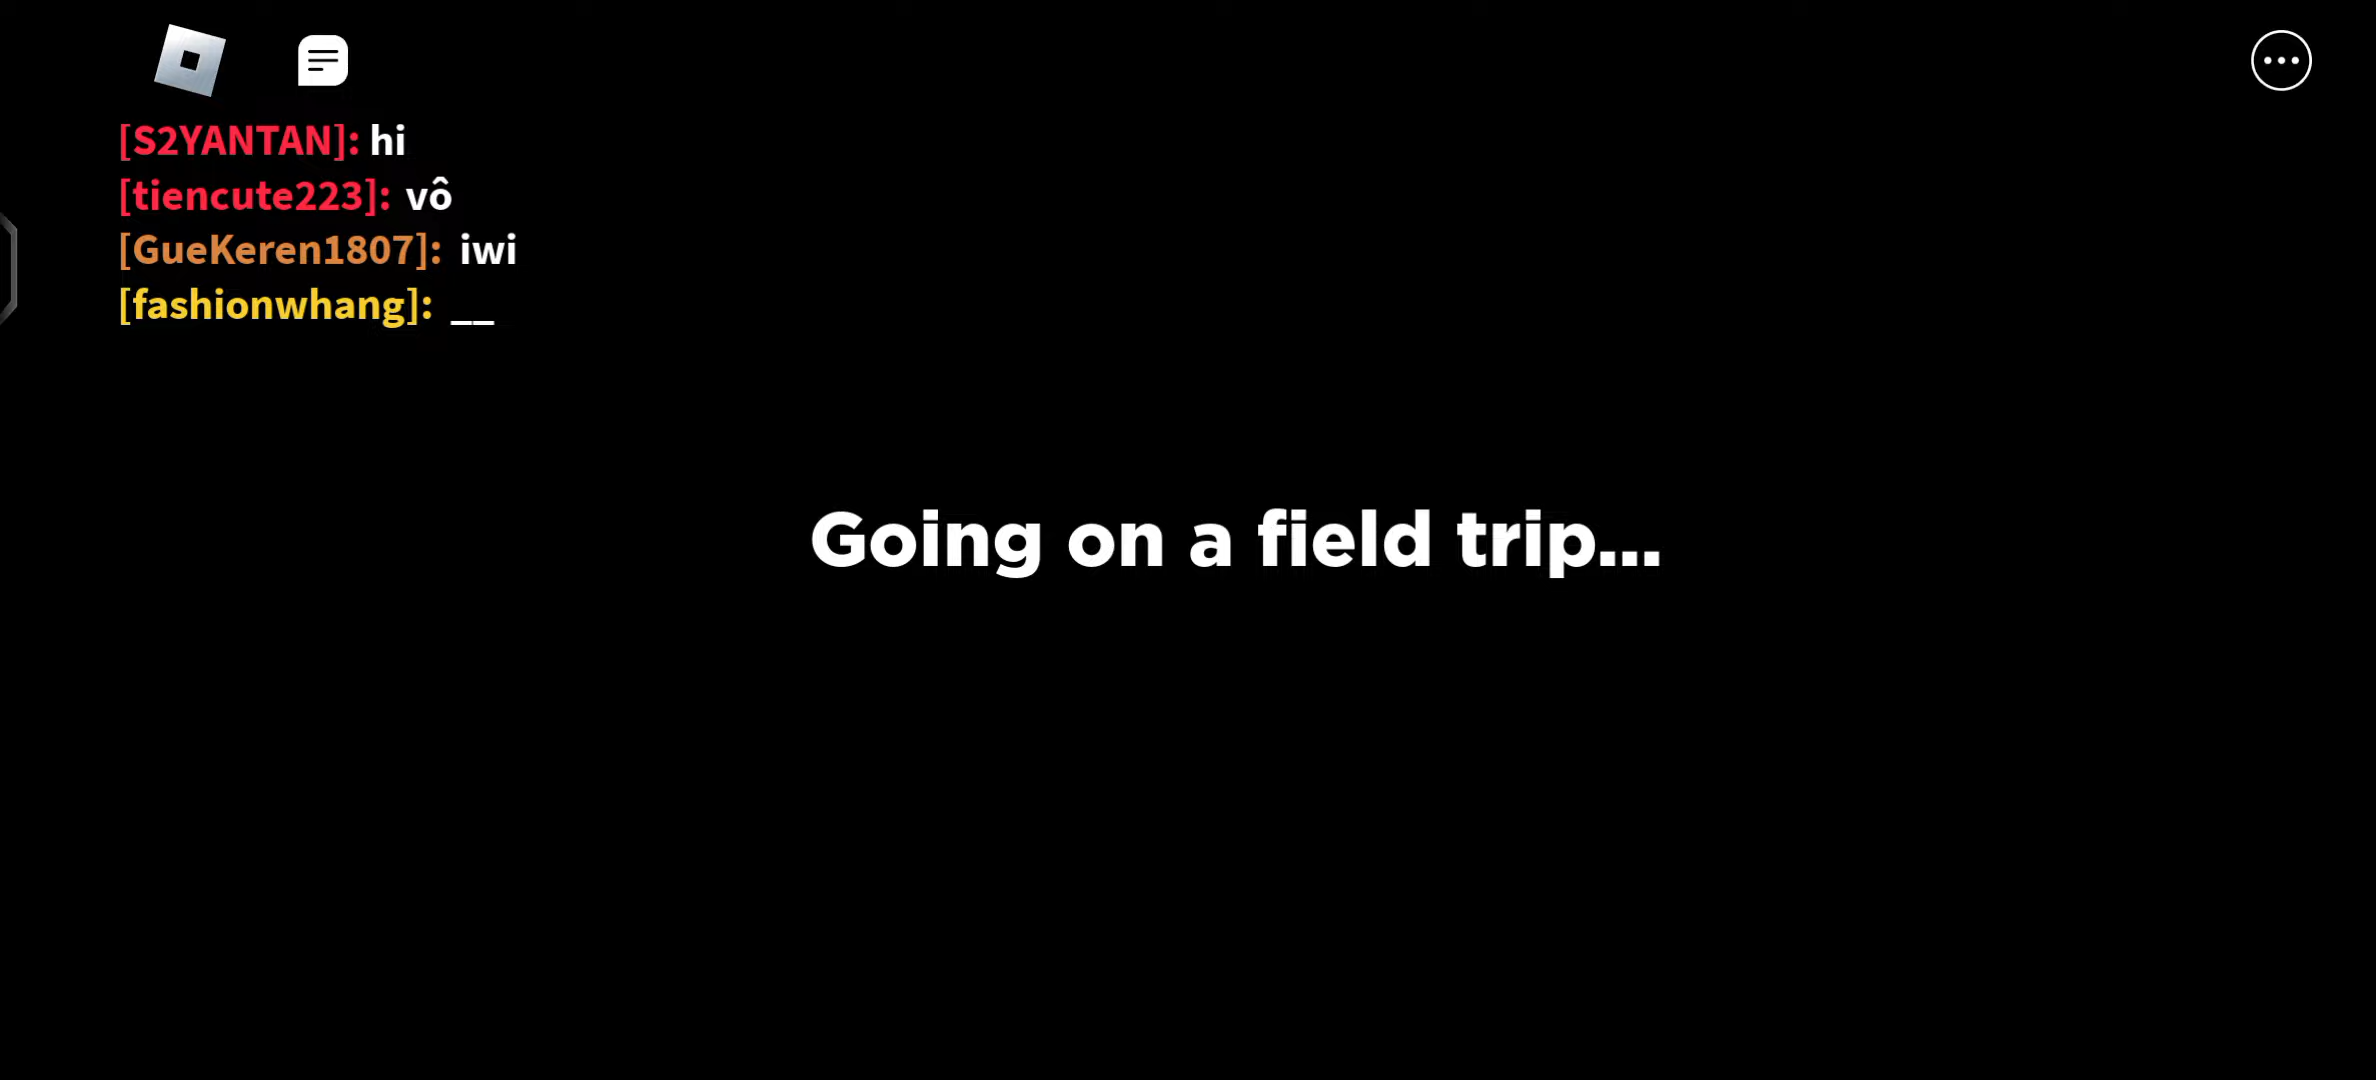 [S2YANTAN]: hi
[tiencute223]: vô
[GueKeren1807]: iwi
[fashionwhang]: __
Going on a field trip...